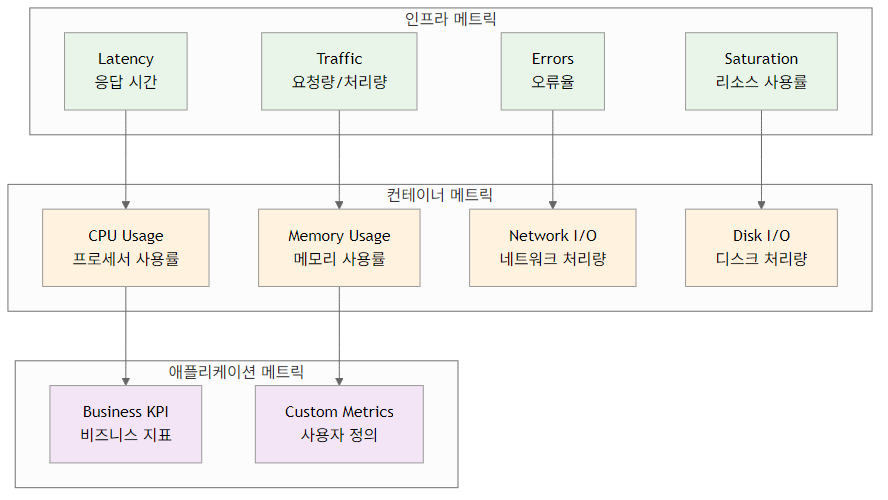 인프라 메트릭
Latency
응답 시간
Traffic
요청량/처리량
Errors
오류율
Saturation
리소스 사용률
컨테이너 메트릭
CPU Usage
프로세서 사용률
Memory Usage
메모리 사용률
Network I/O
네트워크 처리량
Disk I/O
디스크 처리량
애플리케이션 메트릭
Business KPI
비즈니스 지표
Custom Metrics
사용자 정의